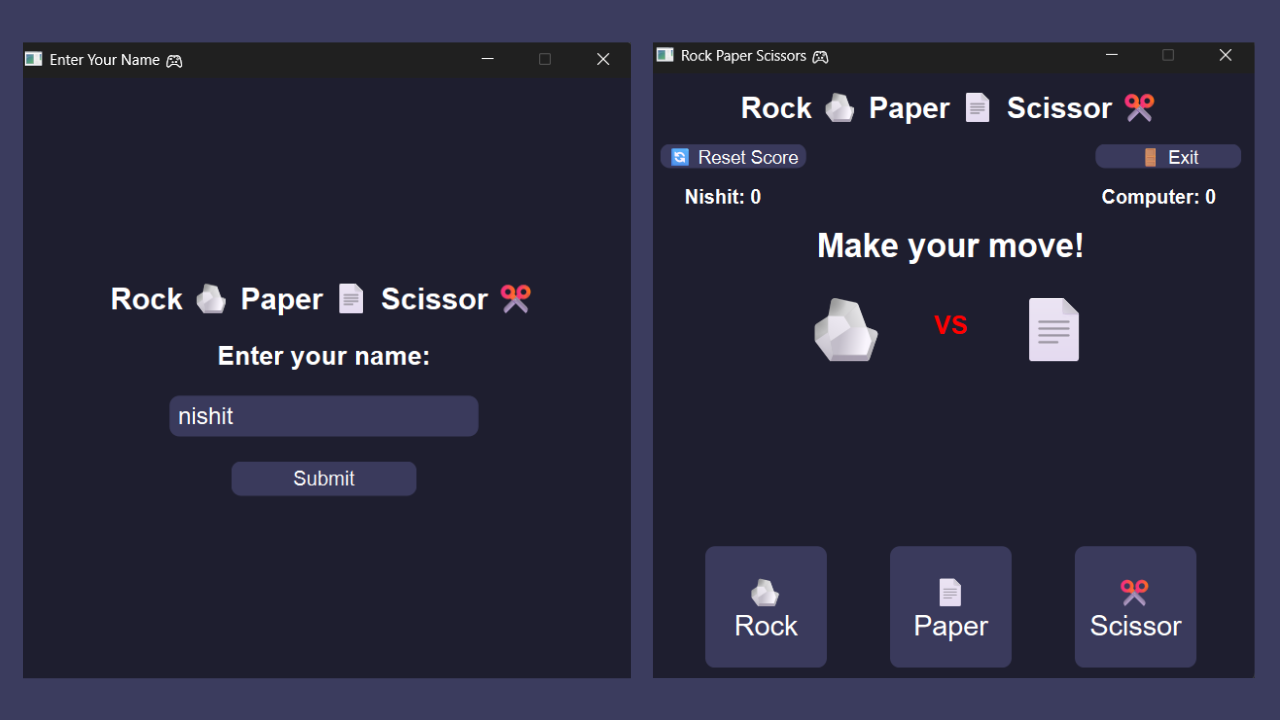 Enter Your Name 🎮
Rock 🪨 Paper 📄 Scissor ✂️
Enter your name:
nishit
Submit
Rock Paper Scissors 🎮
Rock 🪨 Paper 📄 Scissor ✂️
🔄 Reset Score
🚪 Exit
Nishit: 0
Computer: 0
Make your move!
VS
Rock
Paper
Scissor